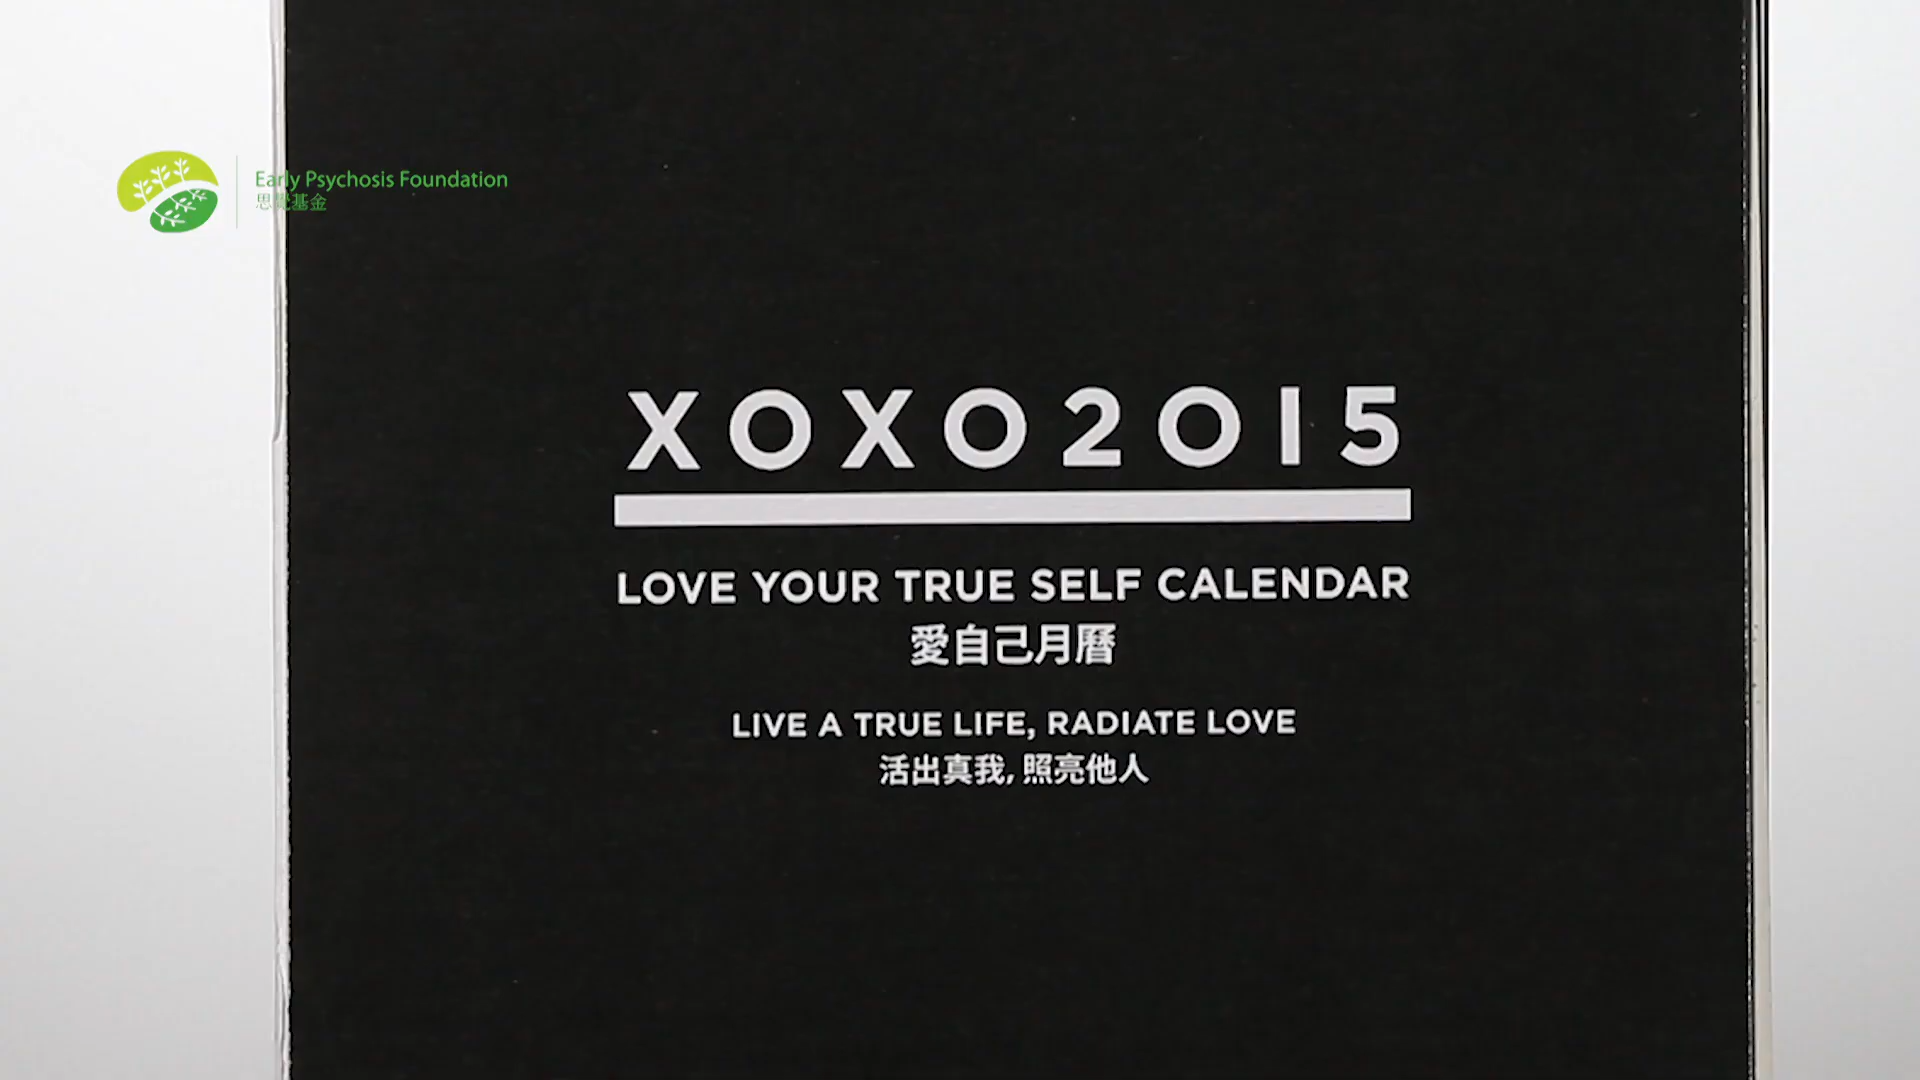 Early Psychosis Foundation
思覺基金
XOXO2015
LOVE YOUR TRUE SELF CALENDAR
愛自己月曆
LIVE A TRUE LIFE, RADIATE LOVE
活出真我, 照亮他人